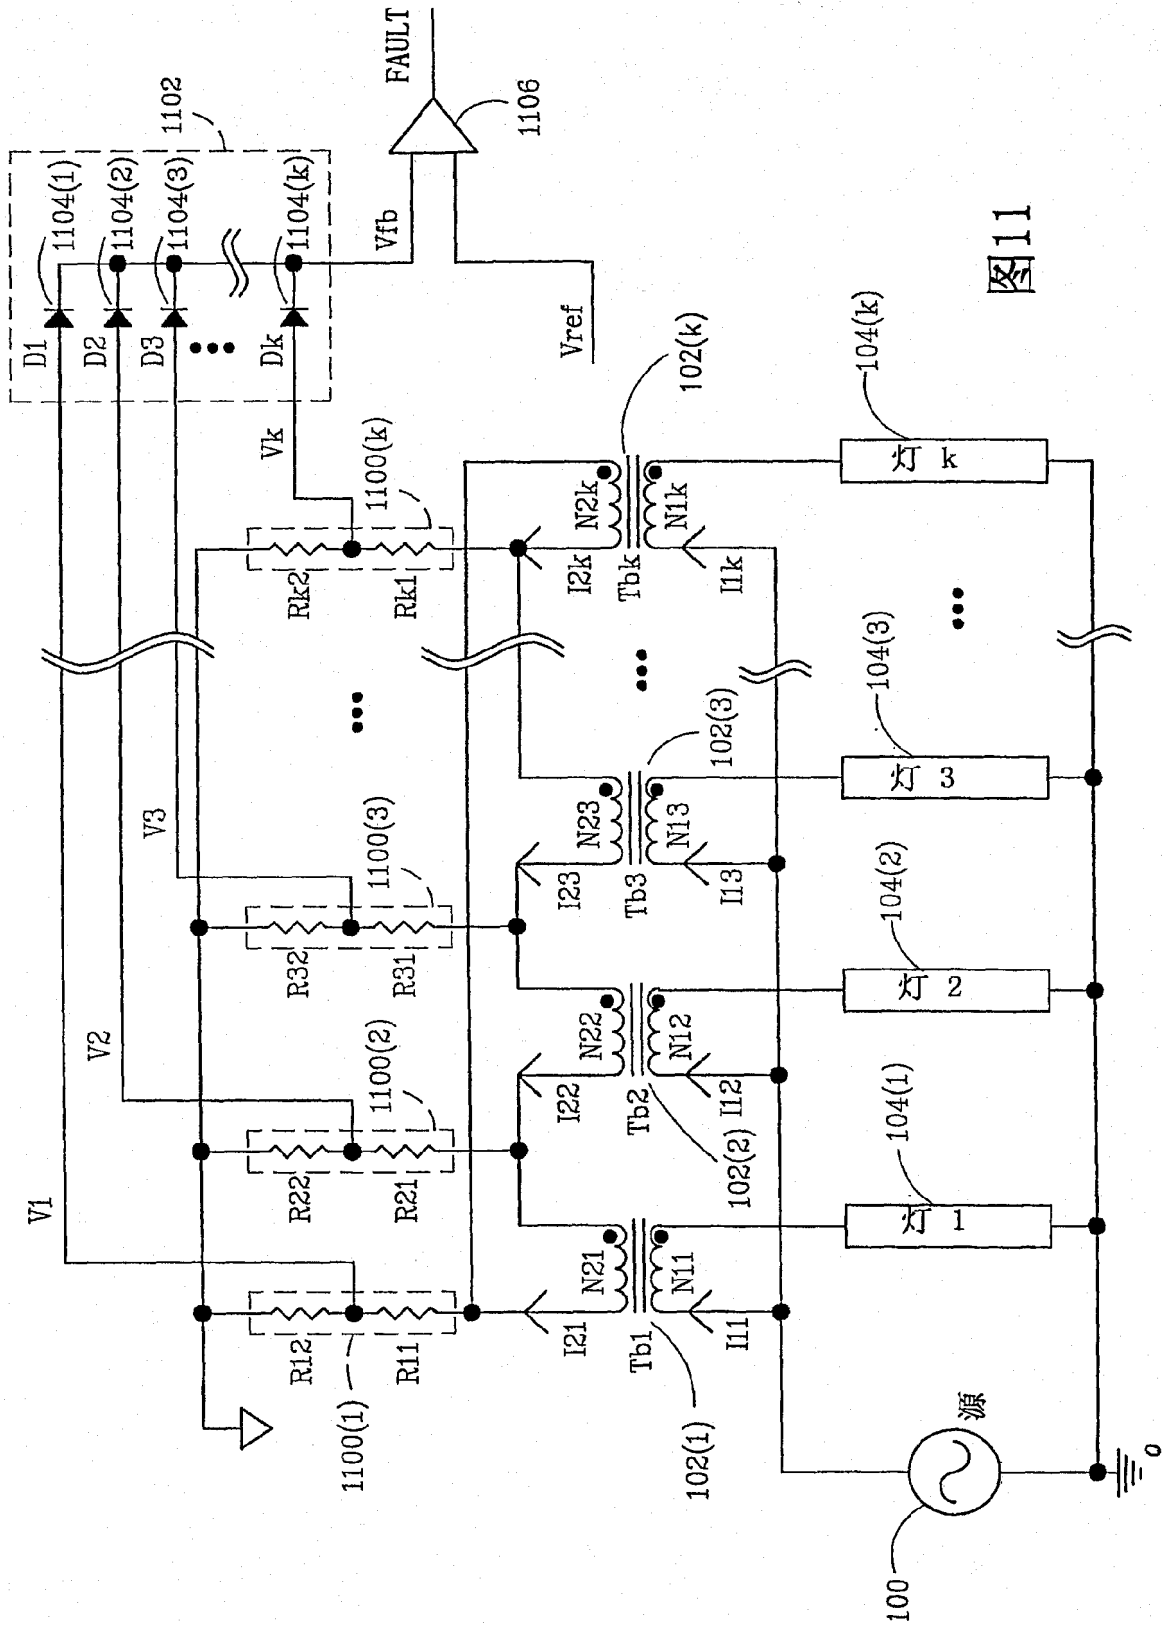 FAULT
1102
1104(1)
1104(2)
1104(3)
1104(k)
1106
D1
D2
D3
Dk
Vfb
Vref
Vk
V3
V2
V1
1100(k)
1100(3)
1100(2)
1100(1)
Rk2
Rk1
R32
R31
R22
R21
R12
R11
102(k)
102(3)
102(2)
102(1)
N2k
N1k
N23
N13
N22
N12
N21
N11
I2k
Tbk
I1k
I23
Tb3
I13
I22
Tb2
I12
I21
Tb1
I11
104(k)
104(3)
104(2)
104(1)
灯 k
灯 3
灯 2
灯 1
源
100
0
图11